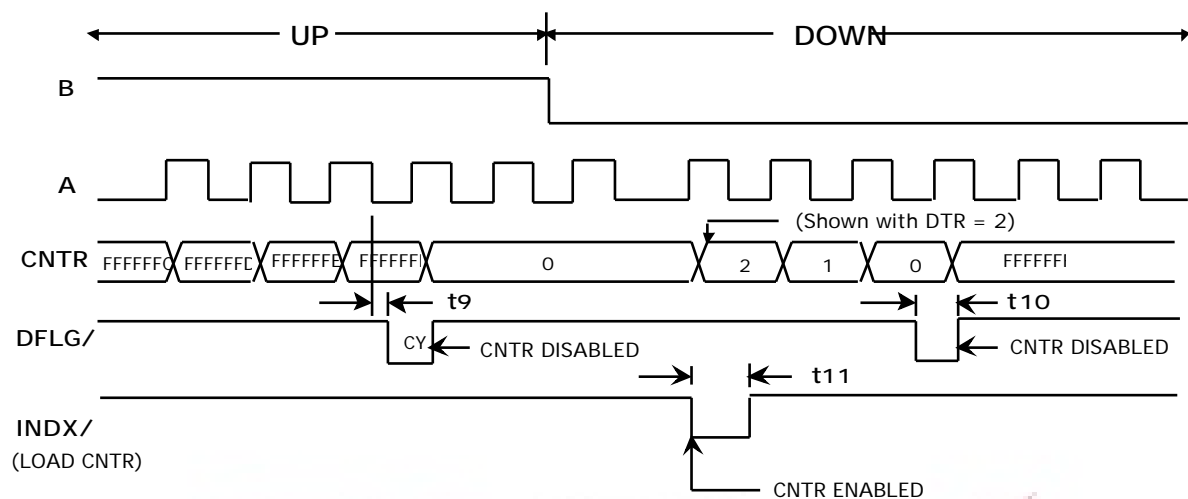 UP DOWN
B
A
(Shown with DTR = 2)
CNTR 0 2 1 0
t9 t10
DFLG/ CY CNTR DISABLED CNTR DISABLED
t11
INDX/
(LOAD CNTR)
CNTR ENABLED